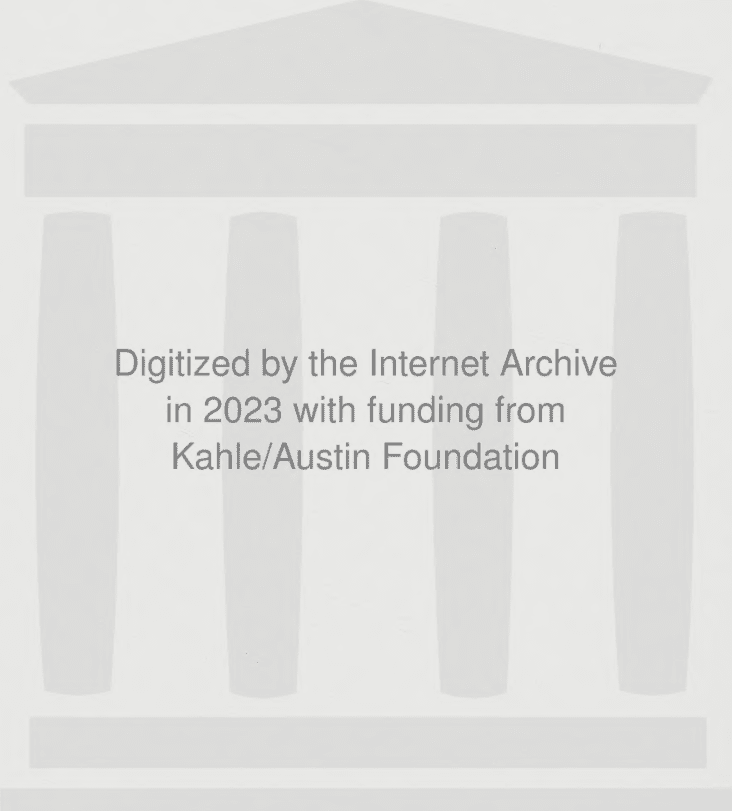 Digitized by the Internet Archive
in 2023 with funding from
Kahle/Austin Foundation